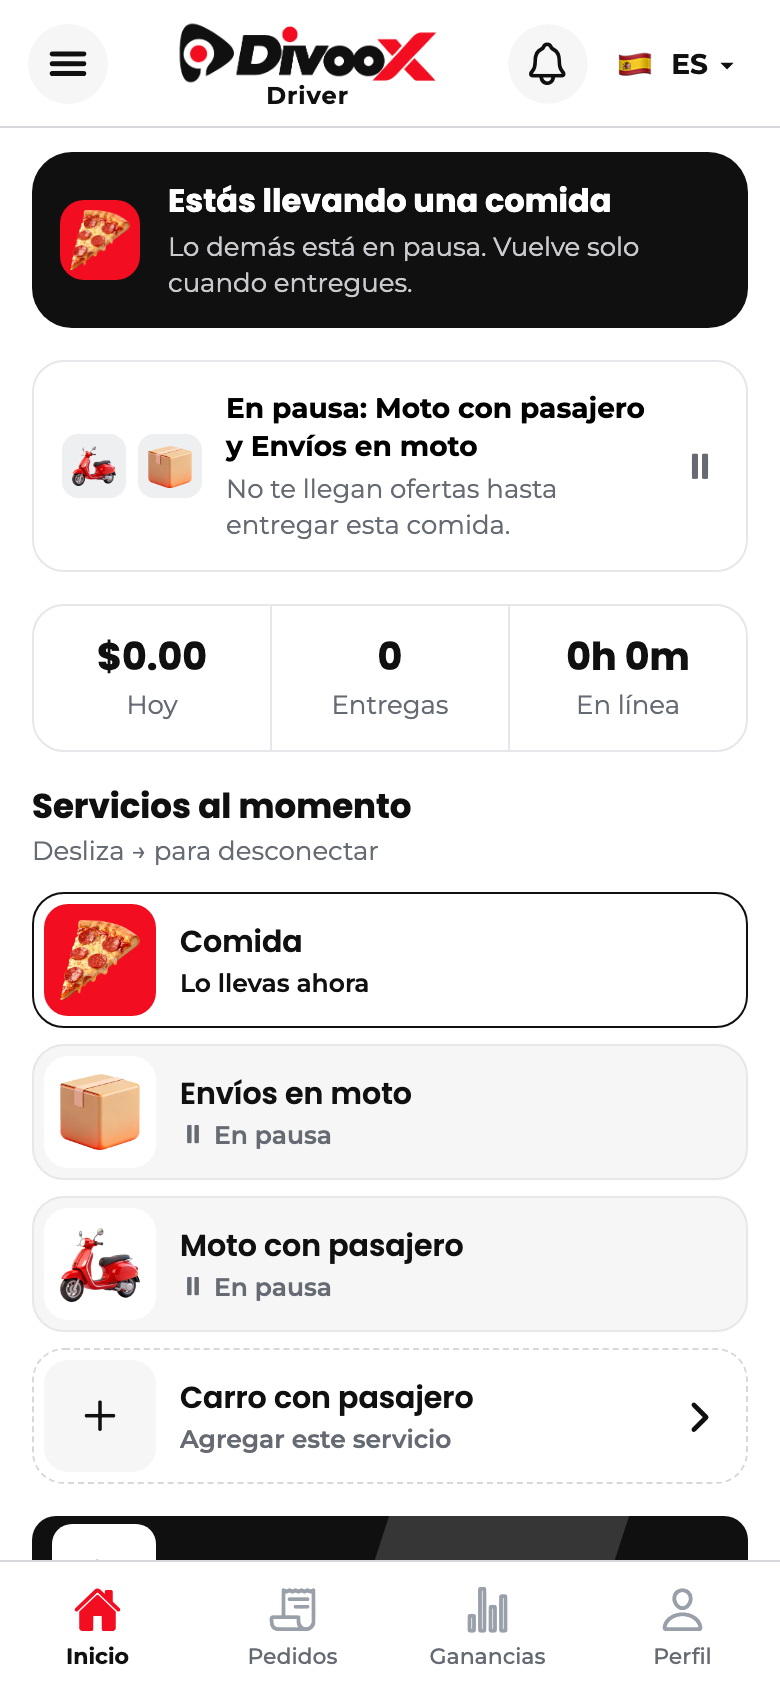 DivooX
Driver
ES
Estás llevando una comida
Lo demás está en pausa. Vuelve solo
cuando entregues.
En pausa: Moto con pasajero
y Envíos en moto
No te llegan ofertas hasta
entregar esta comida.
$0.00
Hoy
0
Entregas
0h 0m
En línea
Servicios al momento
Desliza → para desconectar
Comida
Lo llevas ahora
Envíos en moto
En pausa
Moto con pasajero
En pausa
Carro con pasajero
Agregar este servicio
Inicio
Pedidos
Ganancias
Perfil